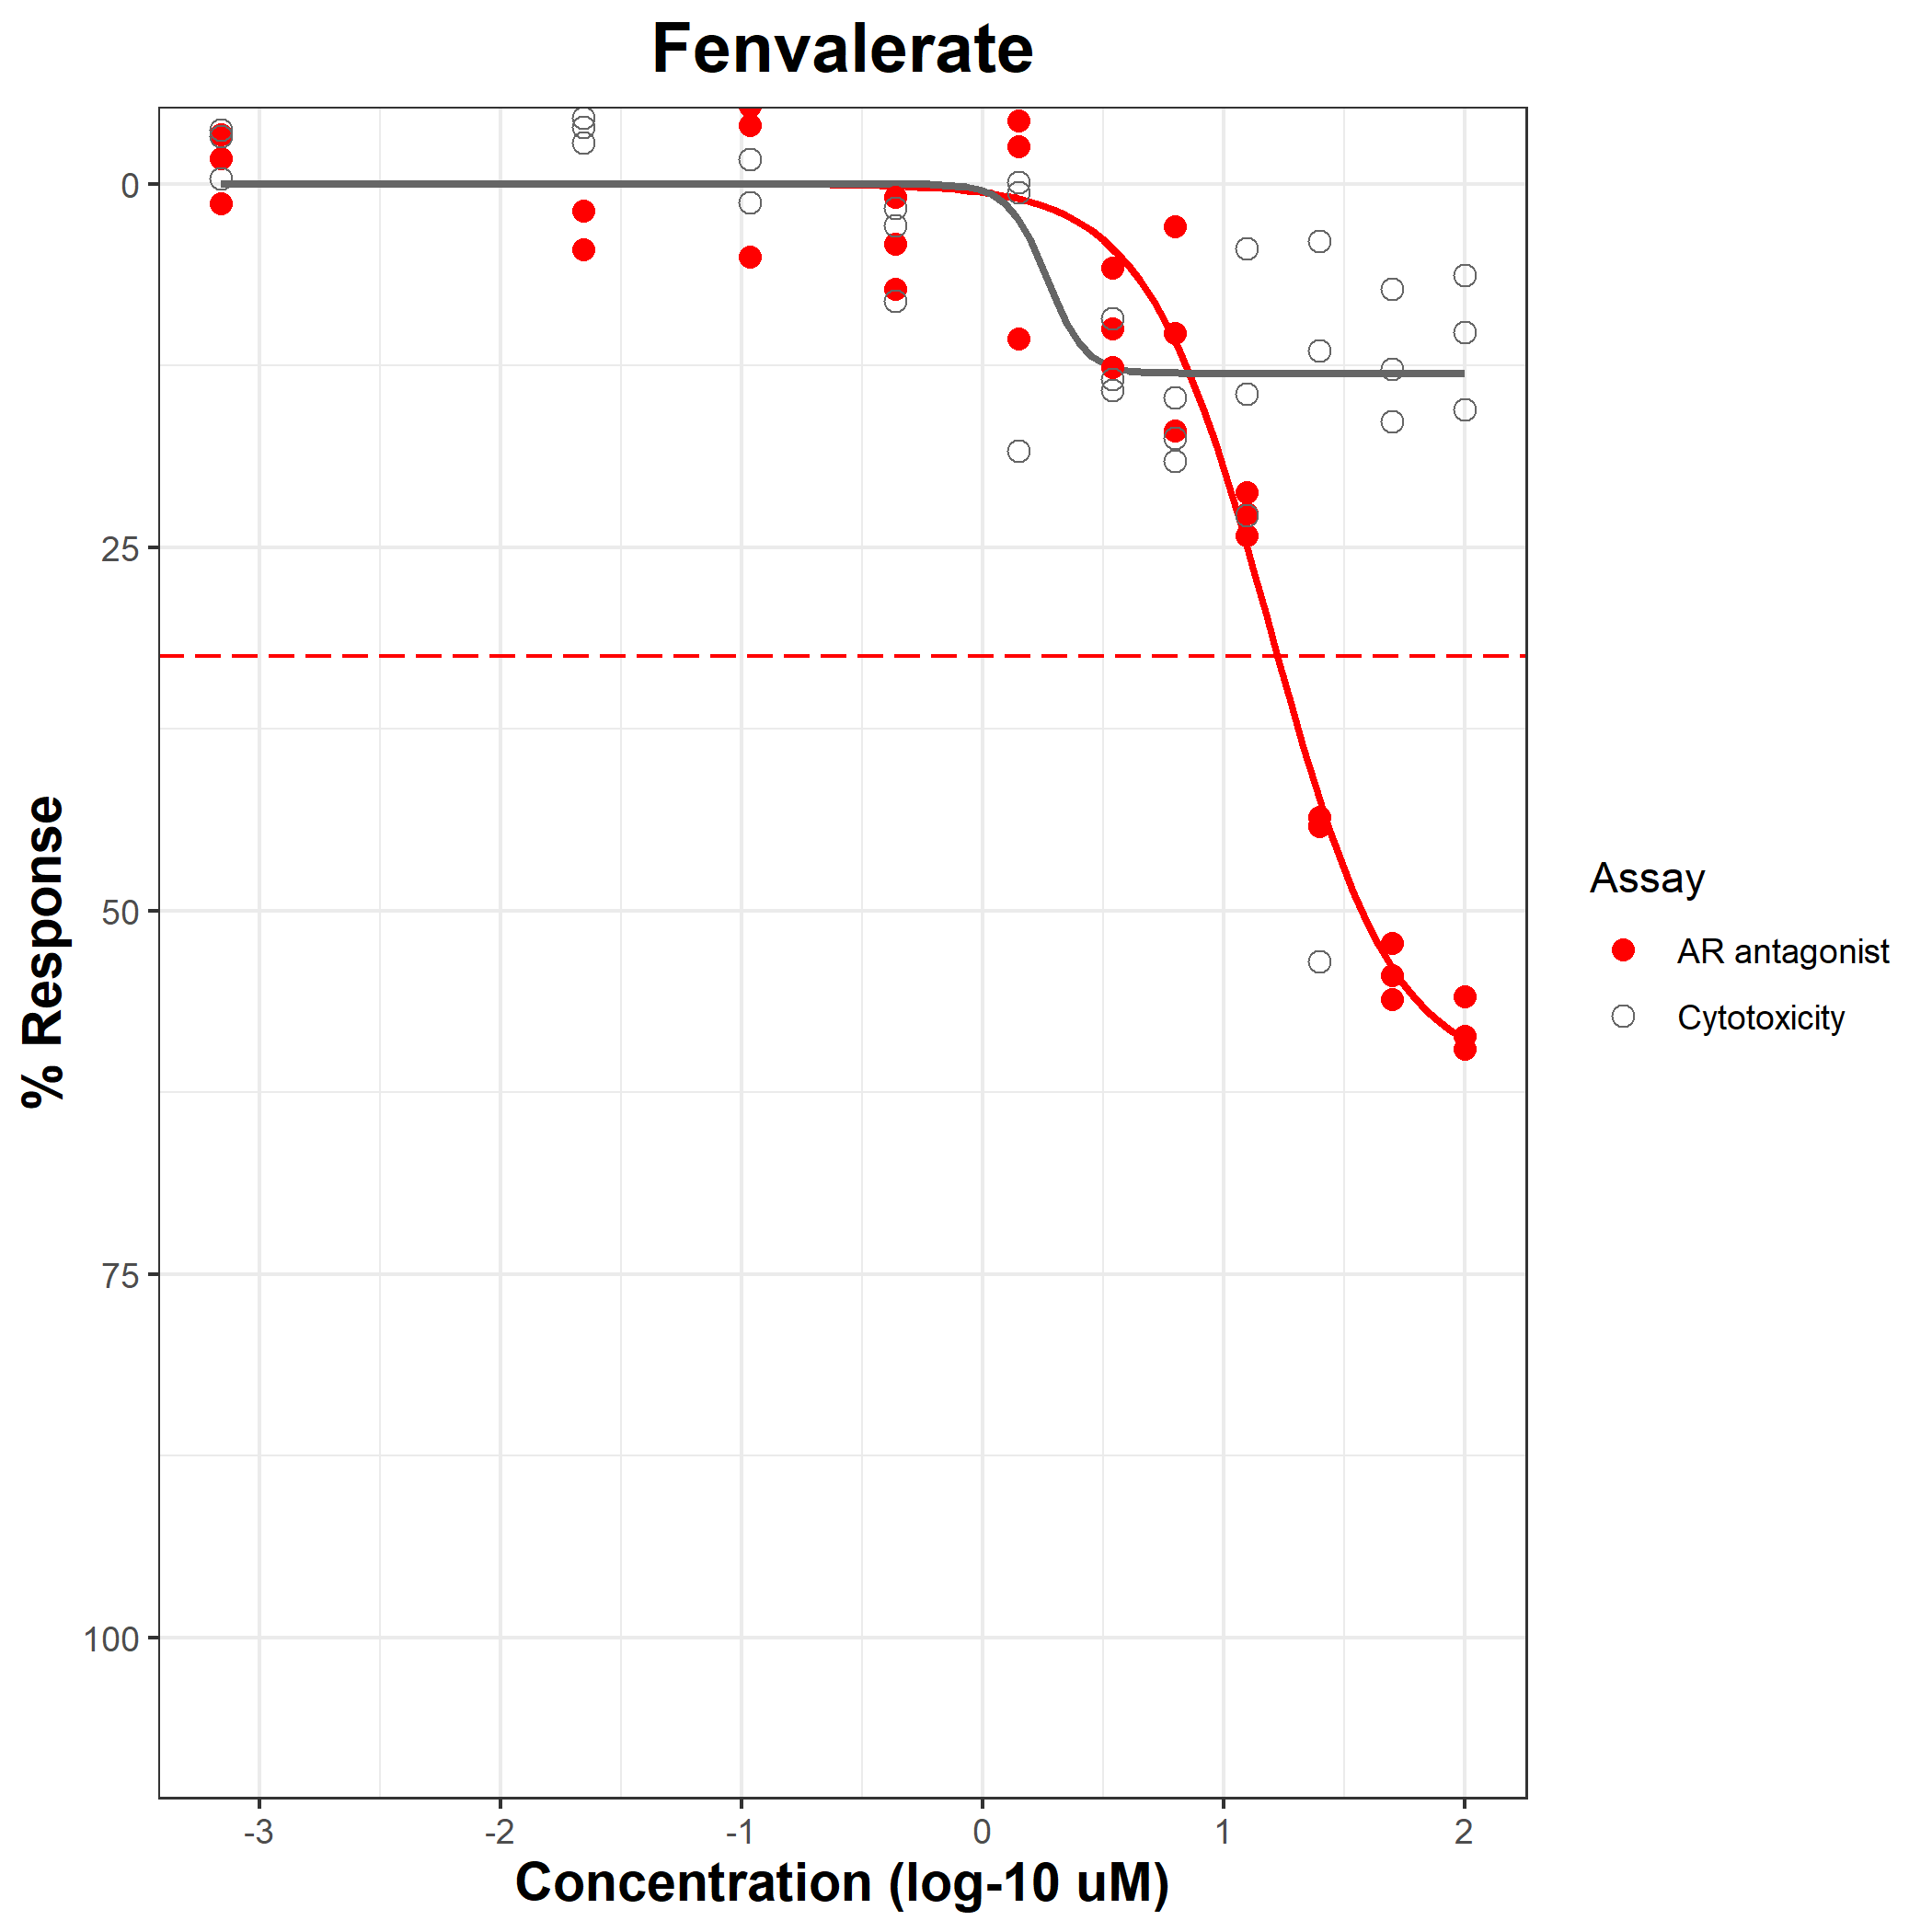 Fenvalerate
% Response
0
25
50
75
100
-3
-2
-1
0
1
2
Concentration (log-10 uM)
Assay
AR antagonist
Cytotoxicity